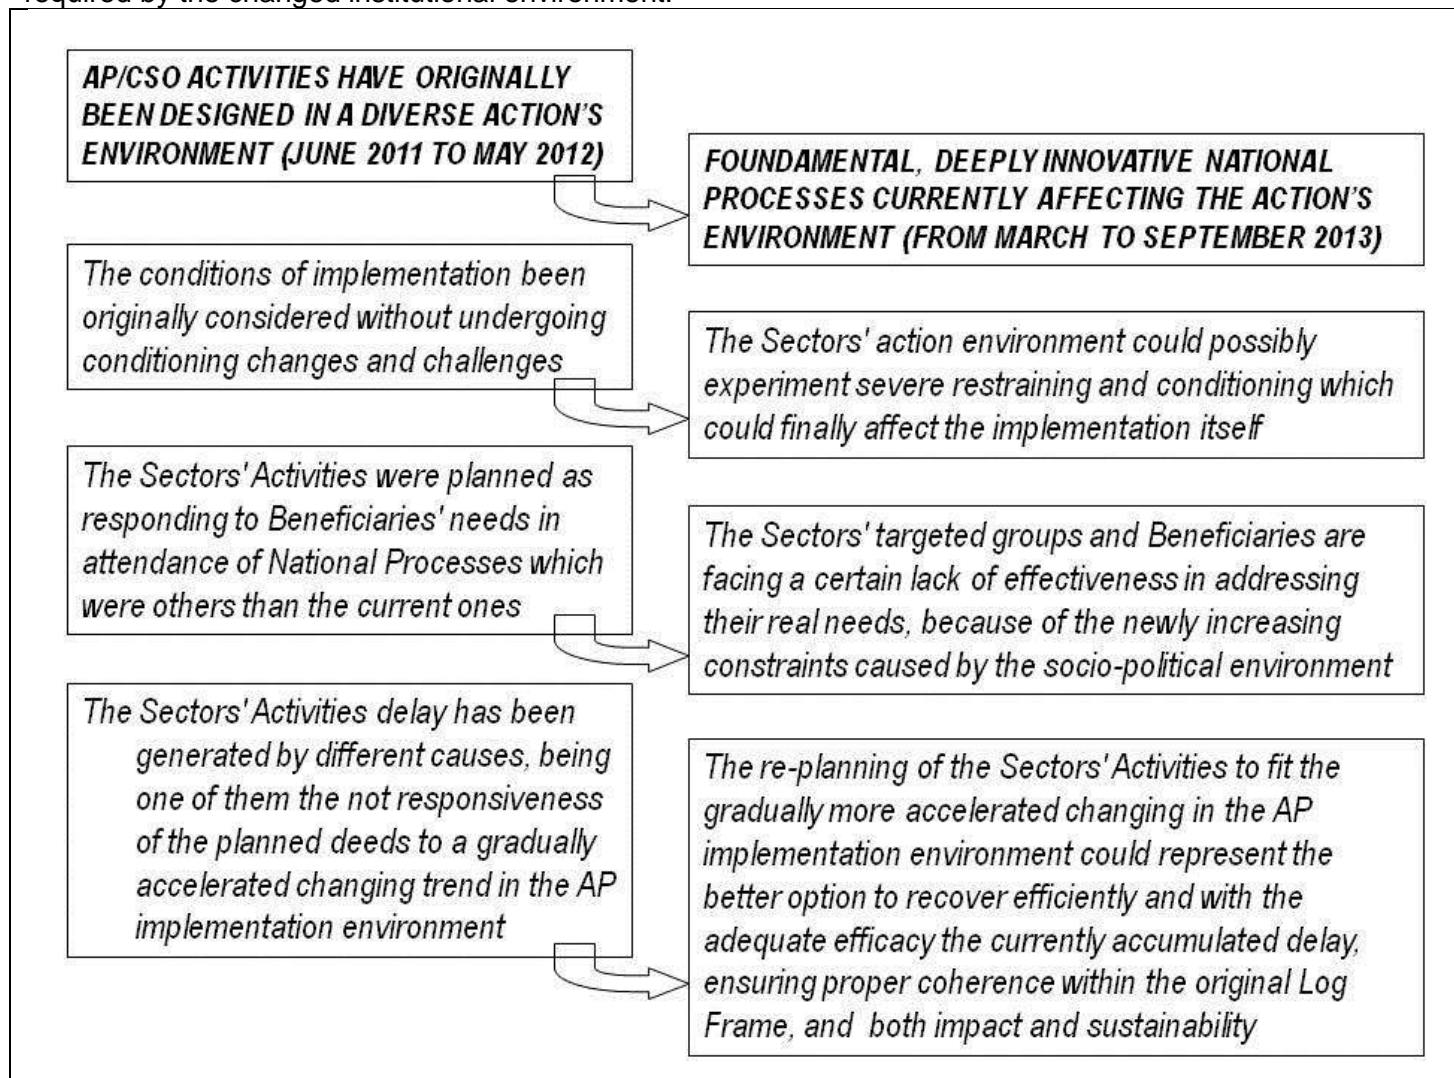 required by the changed institutional environment.
AP/CSO ACTIVITIES HAVE ORIGINALLY
BEEN DESIGNED IN A DIVERSE ACTION'S
ENVIRONMENT (JUNE 2011 TO MAY 2012)
FOUNDAMENTAL, DEEPLY INNOVATIVE NATIONAL
PROCESSES CURRENTLY AFFECTING THE ACTION'S
ENVIRONMENT (FROM MARCH TO SEPTEMBER 2013)
The conditions of implementation been
originally considered without undergoing
conditioning changes and challenges
The Sectors' action environment could possibly
experiment severe restraining and conditioning which
could finally affect the implementation itself
The Sectors' Activities were planned as
responding to Beneficiaries' needs in
attendance of National Processes which
were others than the current ones
The Sectors' targeted groups and Beneficiaries are
facing a certain lack of effectiveness in addressing
their real needs, because of the newly increasing
constraints caused by the socio-political environment
The Sectors' Activities delay has been
generated by different causes, being
one of them the not responsiveness
of the planned deeds to a gradually
accelerated changing trend in the AP
implementation environment
The re-planning of the Sectors' Activities to fit the
gradually more accelerated changing in the AP
implementation environment could represent the
better option to recover efficiently and with the
adequate efficacy the currently accumulated delay,
ensuring proper coherence within the original Log
Frame, and both impact and sustainability